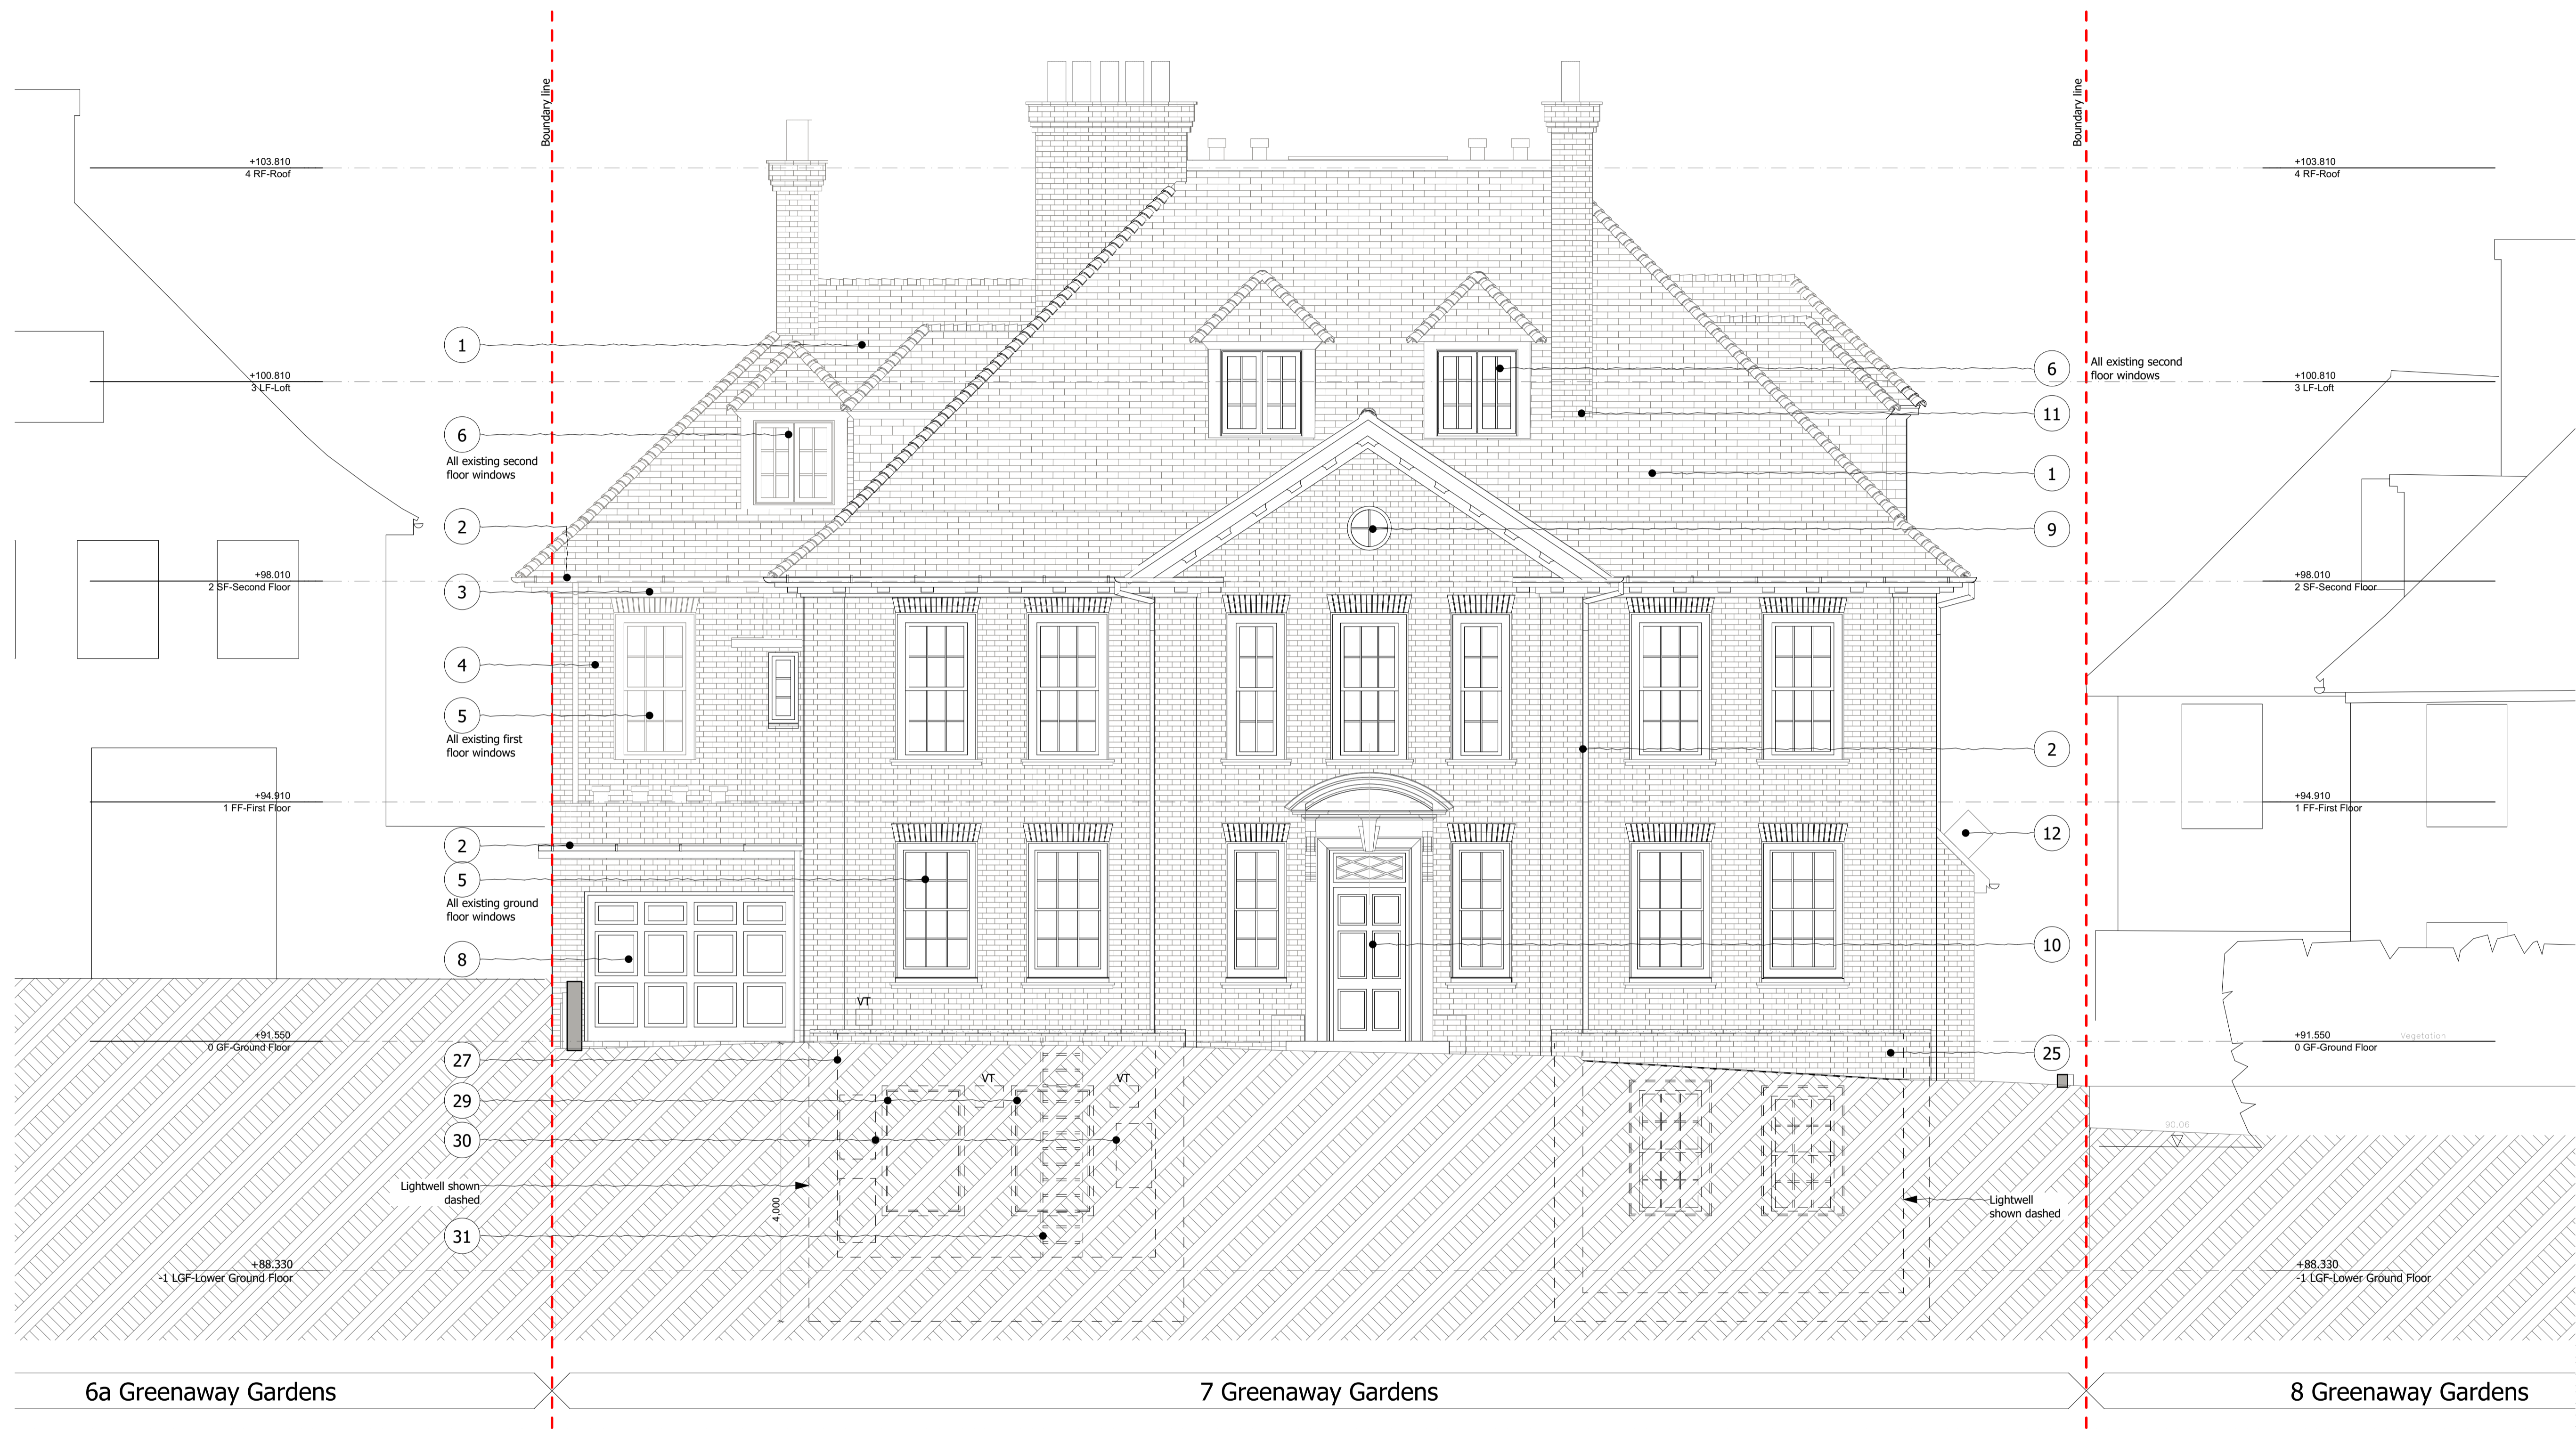 Boundary line
Boundary line
+103.810
4 RF-Roof
+103.810
4 RF-Roof
1
+100.810
3 LF-Loft
6
All existing second
floor windows
+100.810
3 LF-Loft
11
6
All existing second
floor windows
1
2
9
+98.010
2 SF-Second Floor
+98.010
2 SF-Second Floor
3
4
5
All existing first
floor windows
2
+94.910
1 FF-First Floor
+94.910
1 FF-First Floor
12
2
5
All existing ground
floor windows
8
10
VT
+91.550
0 GF-Ground Floor
+91.550
0 GF-Ground Floor
Vegetation
27
25
VT
VT
29
30
90.06
Lightwell shown
dashed
4.000
Lightwell
shown dashed
31
+88.330
-1 LGF-Lower Ground Floor
+88.330
-1 LGF-Lower Ground Floor
6a Greenaway Gardens
7 Greenaway Gardens
8 Greenaway Gardens